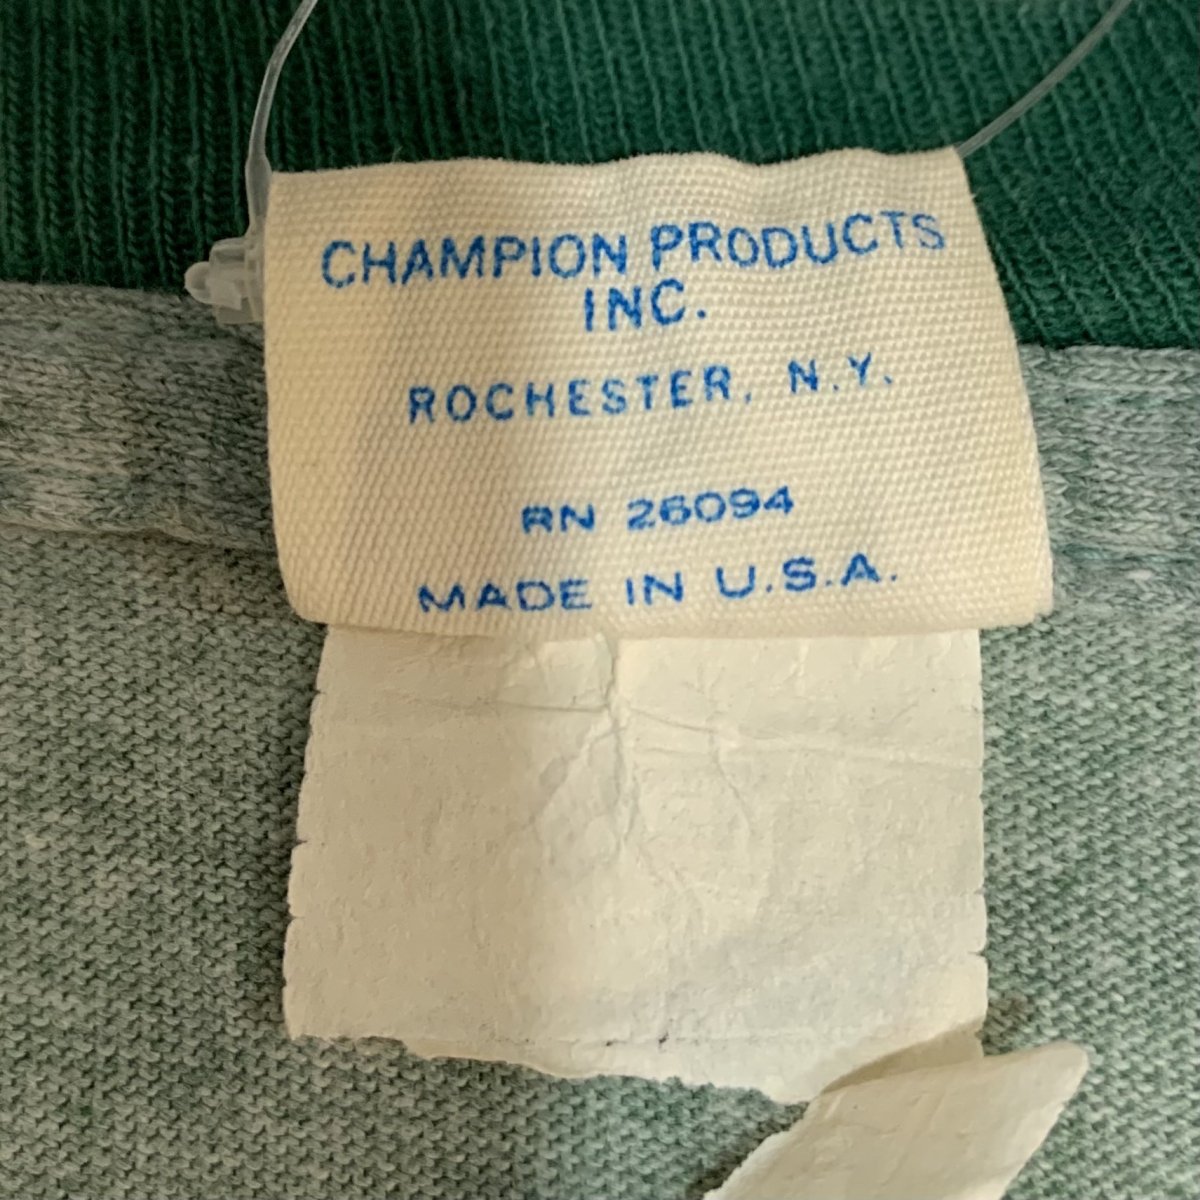 CHAMPION PRODUCTS
INC.
ROCHESTER, N.Y.
RN 26094
MADE IN U.S.A.